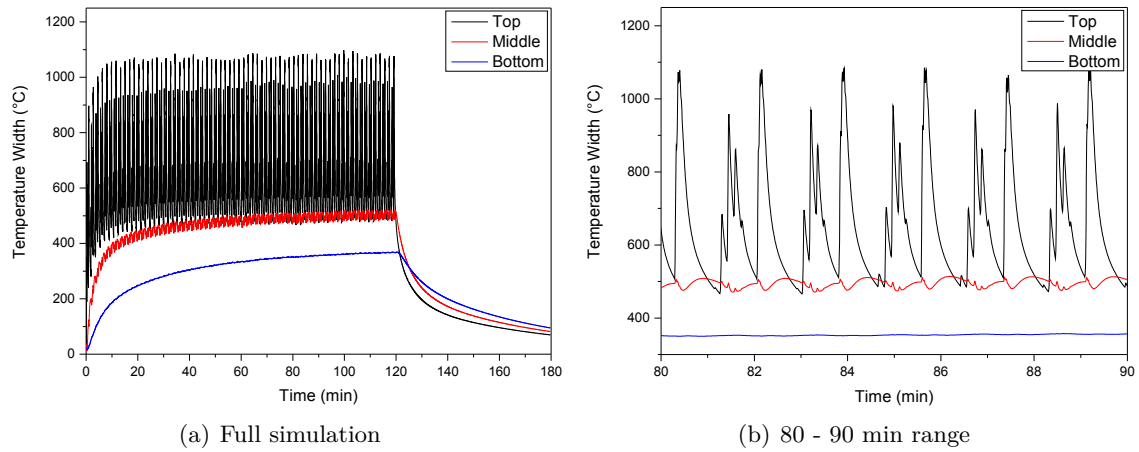 Temperature Width (°C)
1200
1000
800
600
400
200
0
0 20 40 60 80 100 120 140 160 180
Time (min)
Top
Middle
Bottom
(a) Full simulation
Temperature Width (°C)
1200
1000
800
600
400
80 82 84 86 88 90
Time (min)
Top
Middle
Bottom
(b) 80 - 90 min range